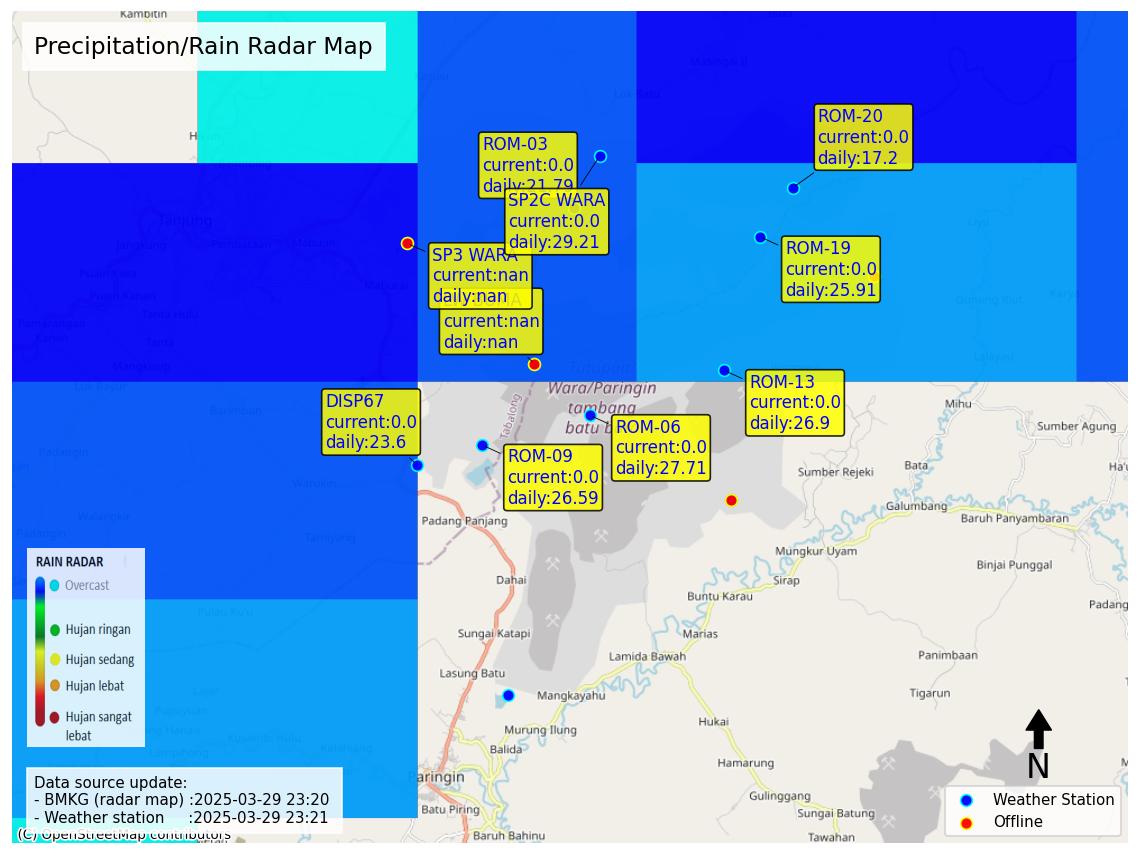 Kambitin
Precipitation/Rain Radar Map
ROM-20
current:0.0
daily:17.2
ROM-03
current:0.0
daily:21.79
SP2C WARA
current:0.0
daily:29.21
Tanjung
ROM-19
current:0.0
daily:25.91
SP3 WARA
current:nan
daily:nan
current:nan
daily:nan
Tutupan
Wara/Paringin
tambang
batu
ROM-13
current:0.0
daily:26.9
DISP67
current:0.0
daily:23.6
Tabalong
ROM-06
current:0.0
daily:27.71
ROM-09
current:0.0
daily:26.59
Mihu
Sumber Agung
Bata
Sumber Rejeki
Galumbang
Baruh Panyambaran
Padang Panjang
Mungkur Uyam
Binjai Punggal
Dahai
Sirap
Buntu Karau
Padang
Sungai Katapi
Marias
Lamida Bawah
Panimbaan
Lasung Batu
Mangkayahu
Tigarun
Murung Ilung
Hukai
Balida
Hamarung
Paringin
Gulinggang
Batu Piring
Sungai Batung
Baruh Bahinu
Tawahan
RAIN RADAR
Overcast
Hujan ringan
Hujan sedang
Hujan lebat
Hujan sangat
lebat
Data source update:
- BMKG (radar map) :2025-03-29 23:20
- Weather station :2025-03-29 23:21
(C) OpenStreetMap contributors
N
Weather Station
Offline